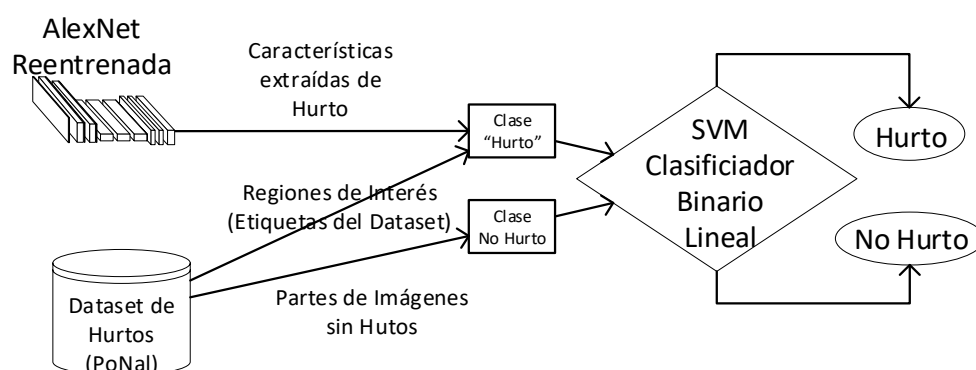 AlexNet
Reentrenada
Características
extraídas de
Hurto
Clase
“Hurto”
Regiones de Interés
(Etiquetas del Dataset)
Clase
No Hurto
Partes de Imágenes
sin Hutos
Dataset de
Hurtos
(PoNal)
SVM
Clasificiador
Binario
Lineal
Hurto
No Hurto